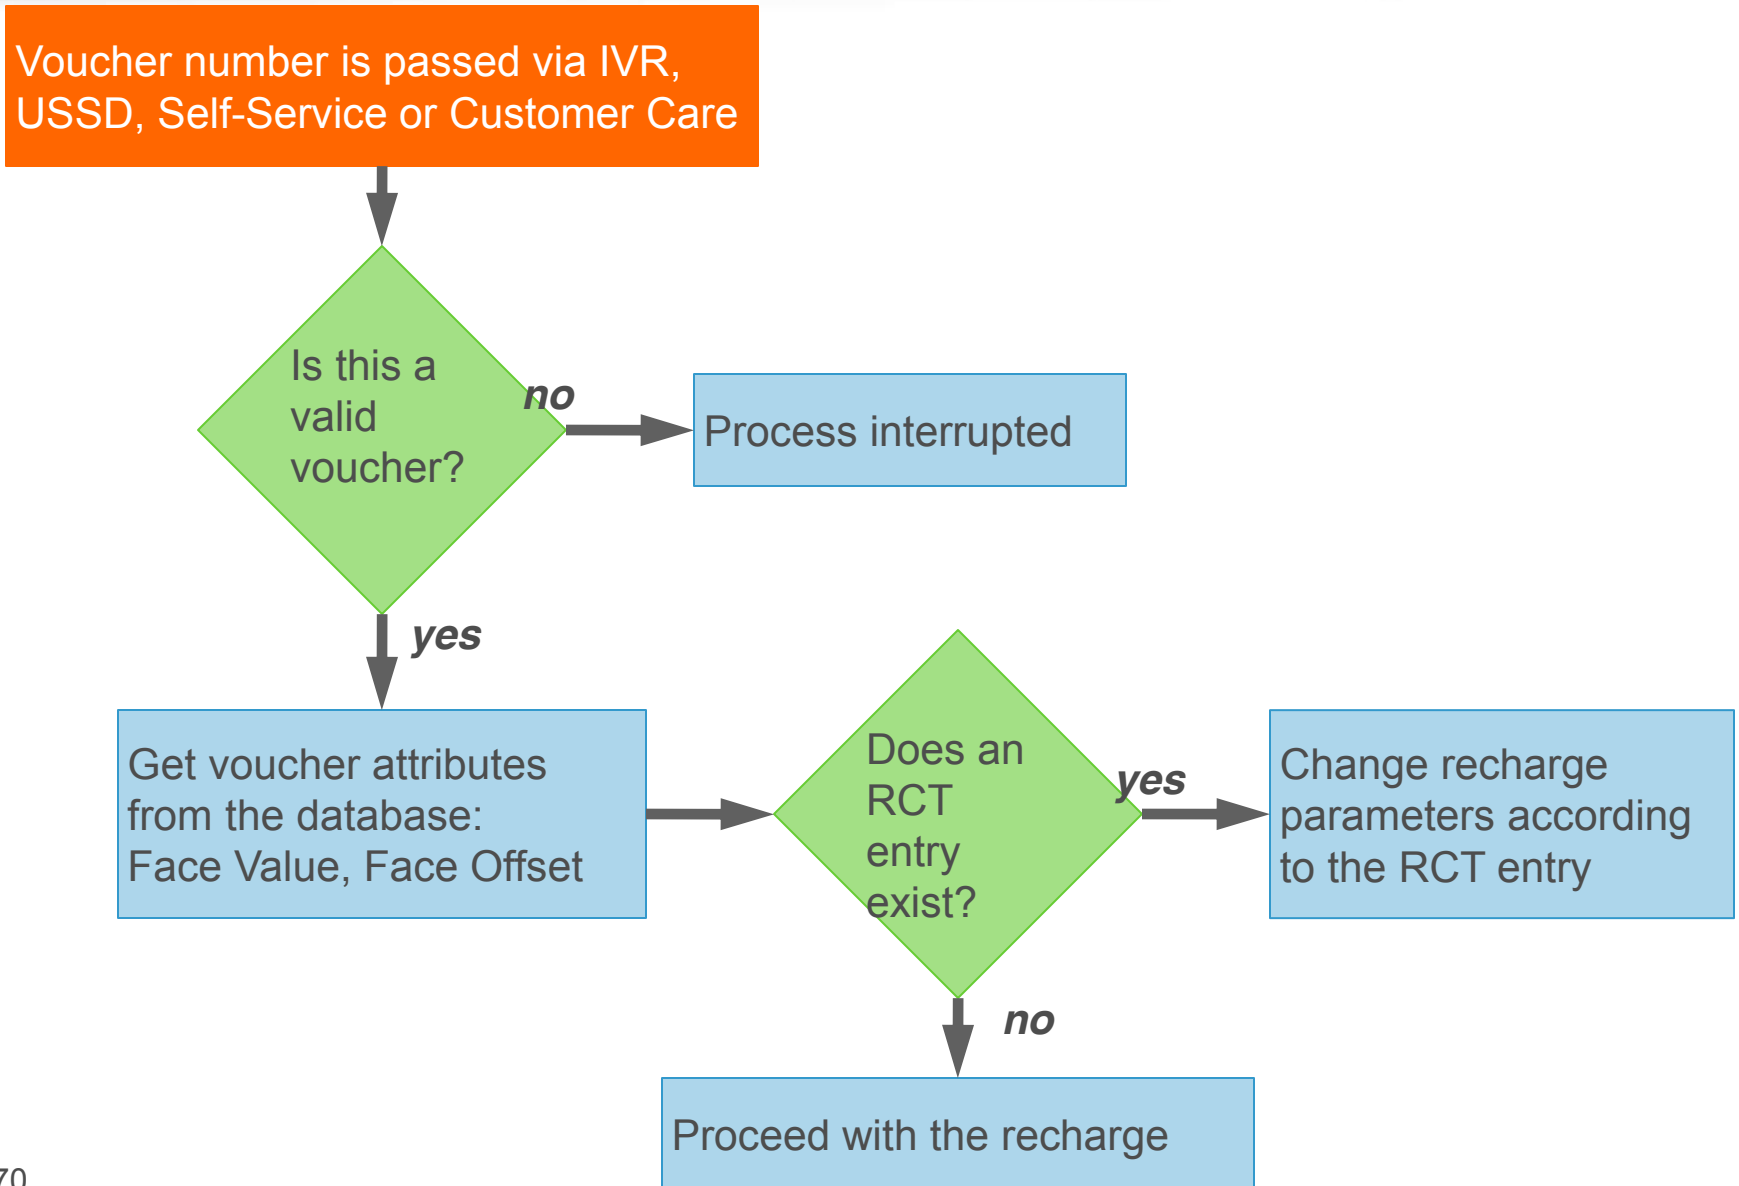 Voucher number is passed via IVR,
USSD, Self-Service or Customer Care
Is this a
valid
voucher?
no
Process interrupted
yes
Get voucher attributes
from the database:
Face Value, Face Offset
Does an
RCT
entry
exist?
yes
Change recharge
parameters according
to the RCT entry
no
Proceed with the recharge
70